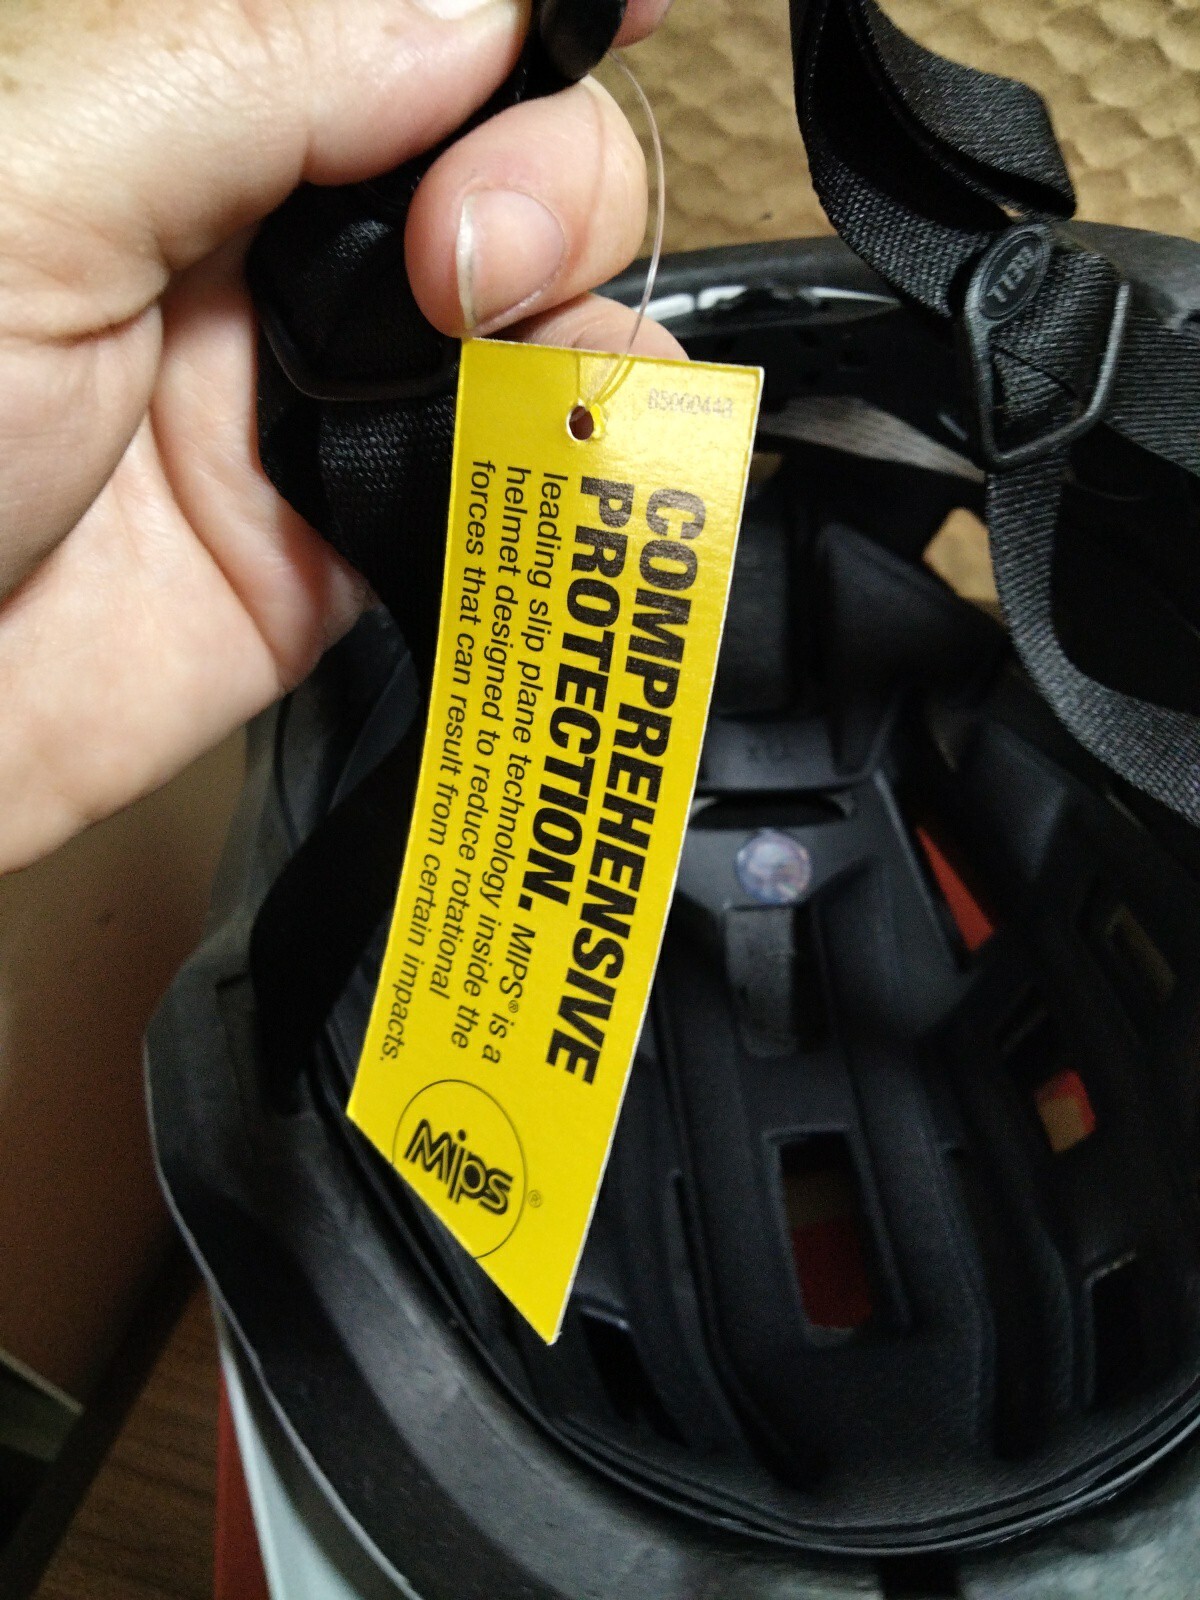 COMPREHENSIVE
PROTECTION. MIPS® is a
leading slip plane technology inside the
helmet designed to reduce rotational
forces that can result from certain impacts.
MIPS
®
BELL